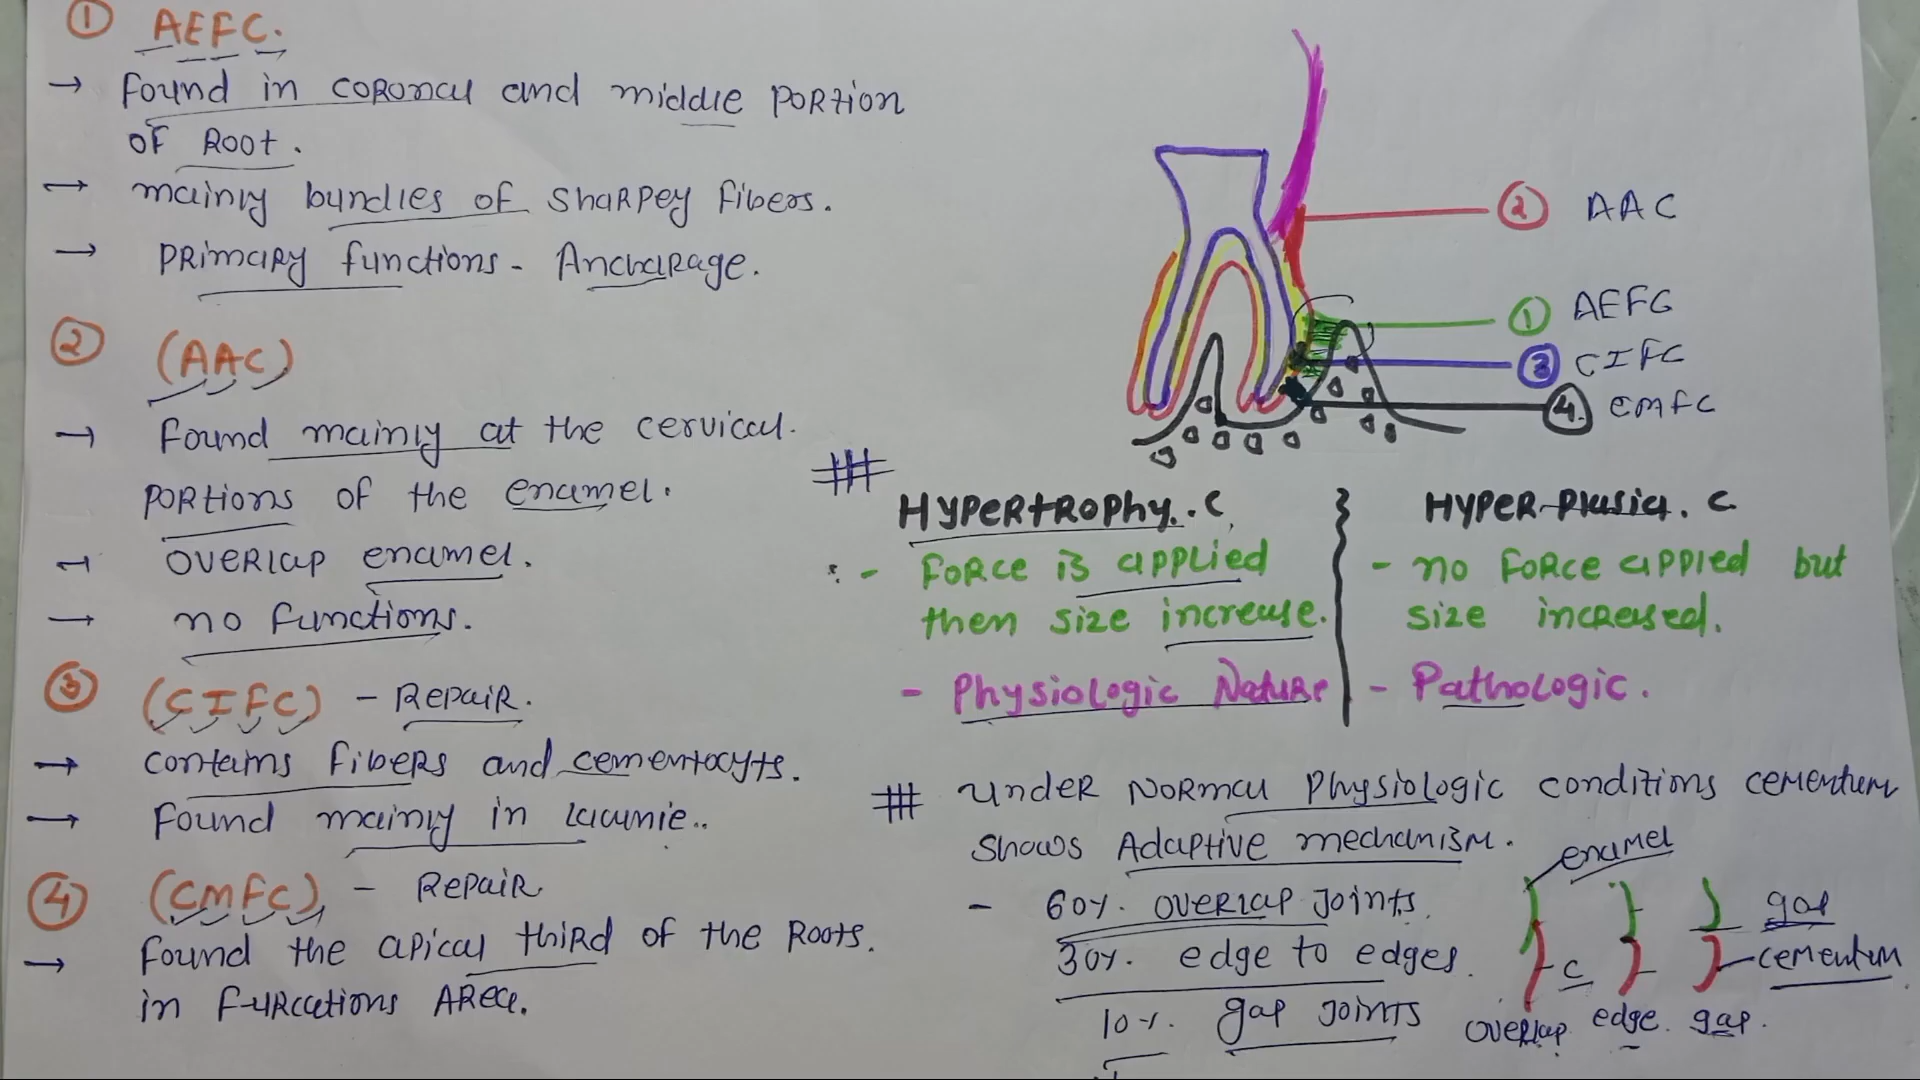 ① AEFC.
→ found in coronal and middle portion
of Root.
→ mainly bundles of Sharpey fibers.
→ primary functions - Ancharage.
② (AAC)
→ found mainly at the cervical.
portions of the enamel.
→ overlap enamel.
→ no functions.
③ (CIFC) - Repair.
→ contains fibers and cementocyts.
→ found mainly in lacunie..
④ (CMFC) - Repair
→ found the apical third of the Roots.
in furcations Area.
② AAC
① AEFC
③ CIFC
④ CMFC
Hypertrophy. C
- force is applied
then size increase.
- Physiologic Nature
Hyper-Plasia. C
- no force applied but
size increased.
- Pathologic.
# under Normal Physiologic conditions cementum
shows Adaptive mechanism.
- 60%. overlap joints.
30%. edge to edges.
10%. gap joints
enamel
gap
c
cementum
overlap edge. gap.